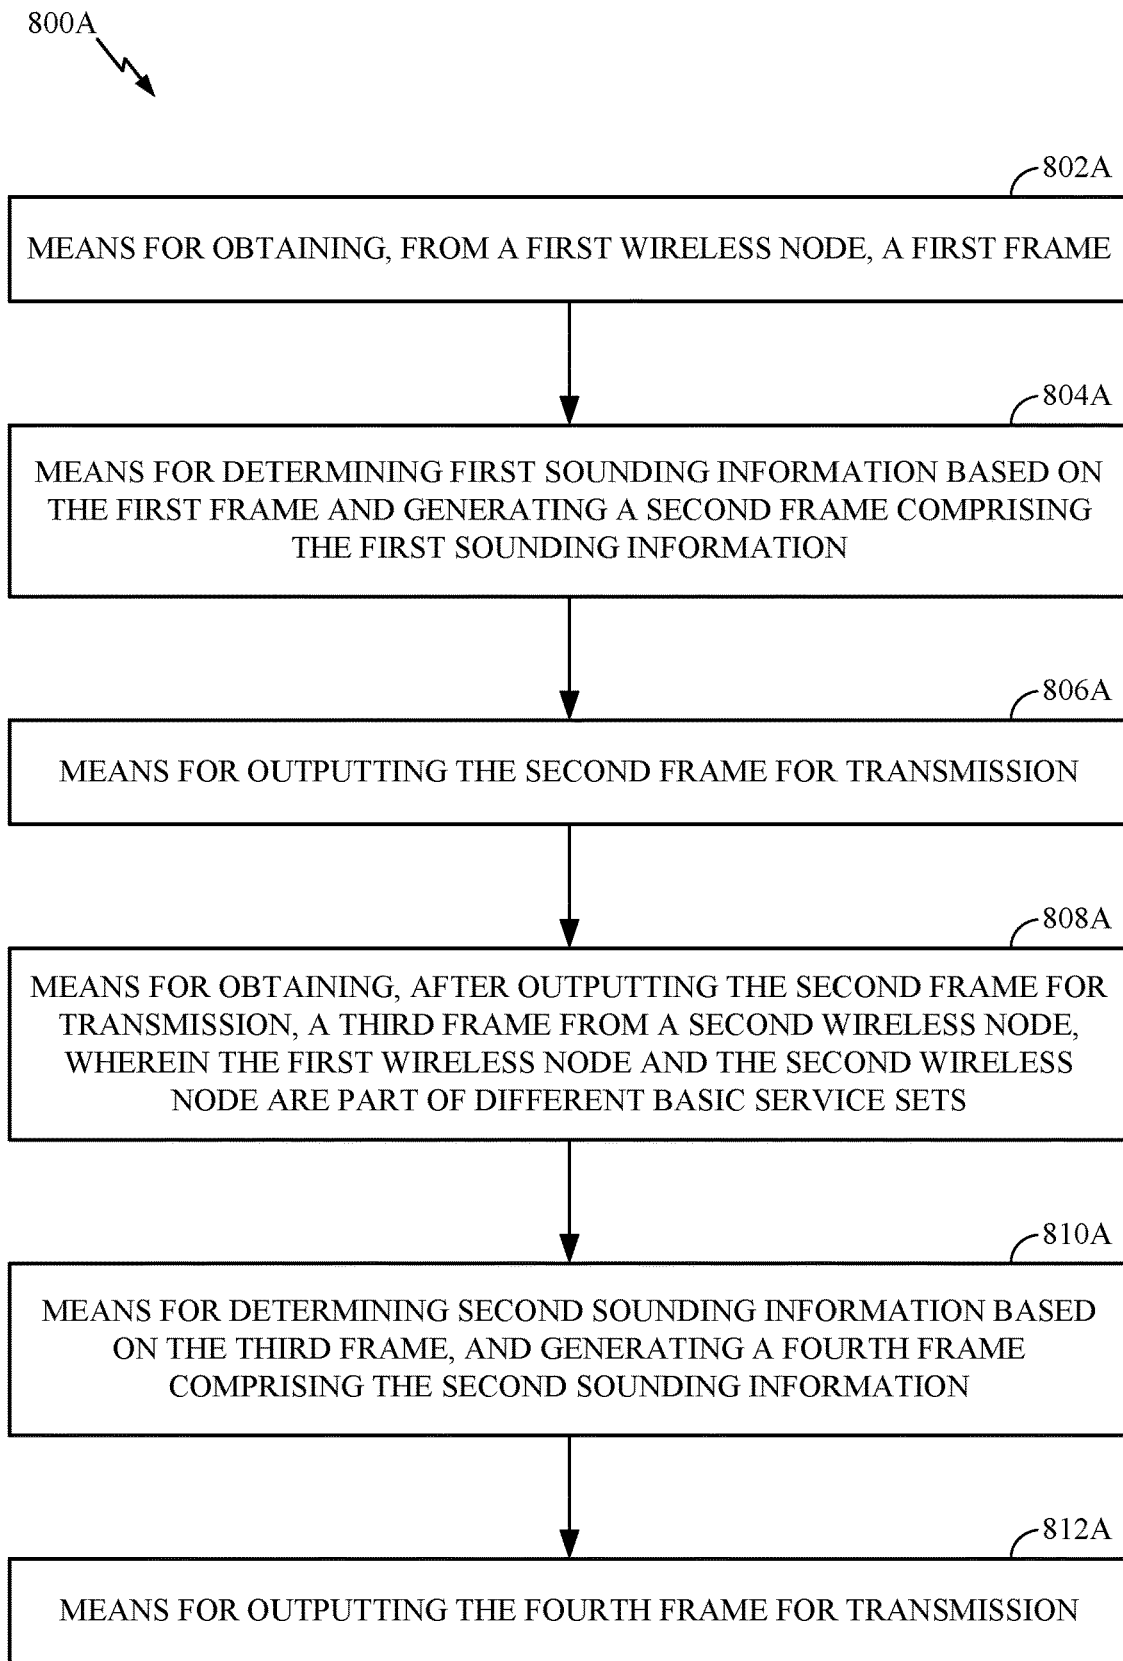 800A
802A
MEANS FOR OBTAINING, FROM A FIRST WIRELESS NODE, A FIRST FRAME
804A
MEANS FOR DETERMINING FIRST SOUNDING INFORMATION BASED ON
THE FIRST FRAME AND GENERATING A SECOND FRAME COMPRISING
THE FIRST SOUNDING INFORMATION
806A
MEANS FOR OUTPUTTING THE SECOND FRAME FOR TRANSMISSION
808A
MEANS FOR OBTAINING, AFTER OUTPUTTING THE SECOND FRAME FOR
TRANSMISSION, A THIRD FRAME FROM A SECOND WIRELESS NODE,
WHEREIN THE FIRST WIRELESS NODE AND THE SECOND WIRELESS
NODE ARE PART OF DIFFERENT BASIC SERVICE SETS
810A
MEANS FOR DETERMINING SECOND SOUNDING INFORMATION BASED
ON THE THIRD FRAME, AND GENERATING A FOURTH FRAME
COMPRISING THE SECOND SOUNDING INFORMATION
812A
MEANS FOR OUTPUTTING THE FOURTH FRAME FOR TRANSMISSION